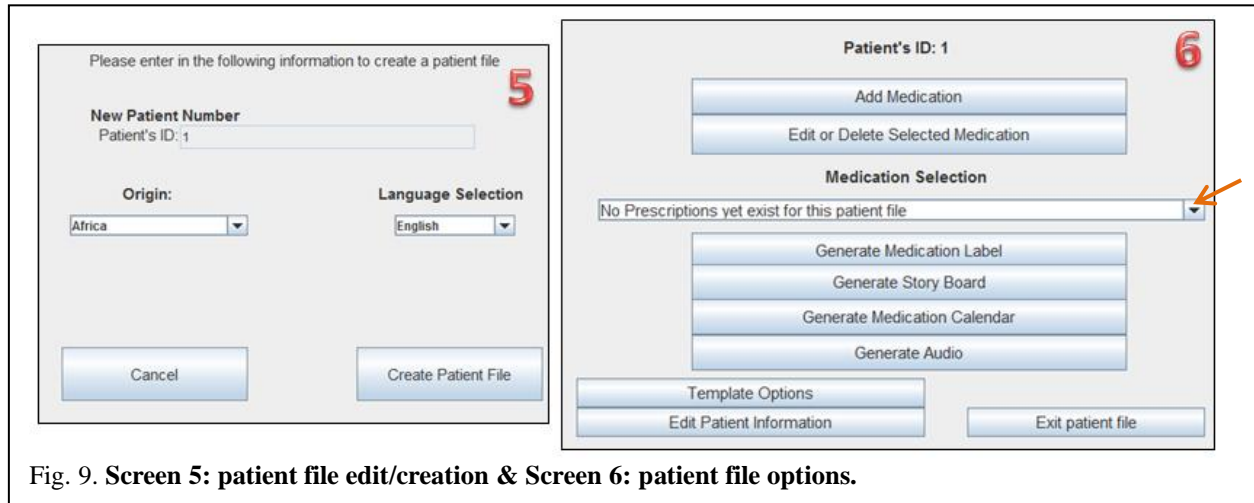 Please enter in the following information to create a patient file
5
New Patient Number
Patient's ID: 1
Origin:
Language Selection
Africa
English
Cancel
Create Patient File
Patient's ID: 1
6
Add Medication
Edit or Delete Selected Medication
Medication Selection
No Prescriptions yet exist for this patient file
Generate Medication Label
Generate Story Board
Generate Medication Calendar
Generate Audio
Template Options
Edit Patient Information
Exit patient file
Fig. 9. Screen 5: patient file edit/creation & Screen 6: patient file options.